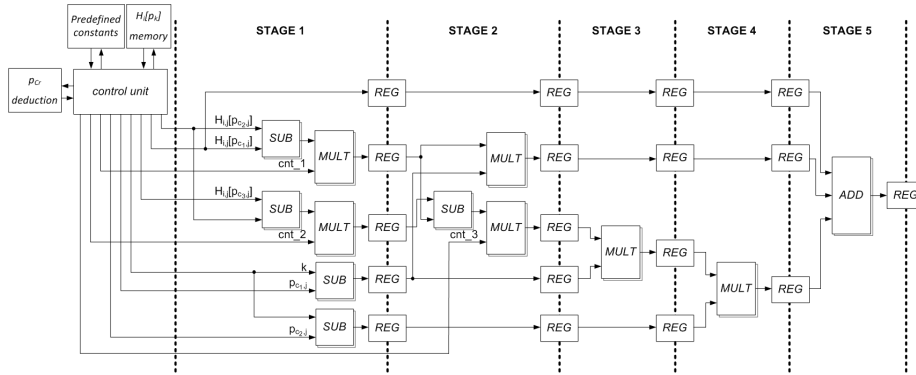 Predefined constants
H_i[p_k] memory
STAGE 1
STAGE 2
STAGE 3
STAGE 4
STAGE 5
p_Cr deduction
control unit
REG
REG
REG
REG
H_i,j[p_c2,j]
H_i,j[p_c1,j]
SUB
MULT
cnt_1
REG
MULT
REG
REG
REG
ADD
REG
H_i,j[p_c3,j]
SUB
MULT
cnt_2
REG
SUB
cnt_3
MULT
REG
MULT
REG
k
p_c1,j
SUB
REG
REG
MULT
REG
p_c2,j
SUB
REG
REG
REG